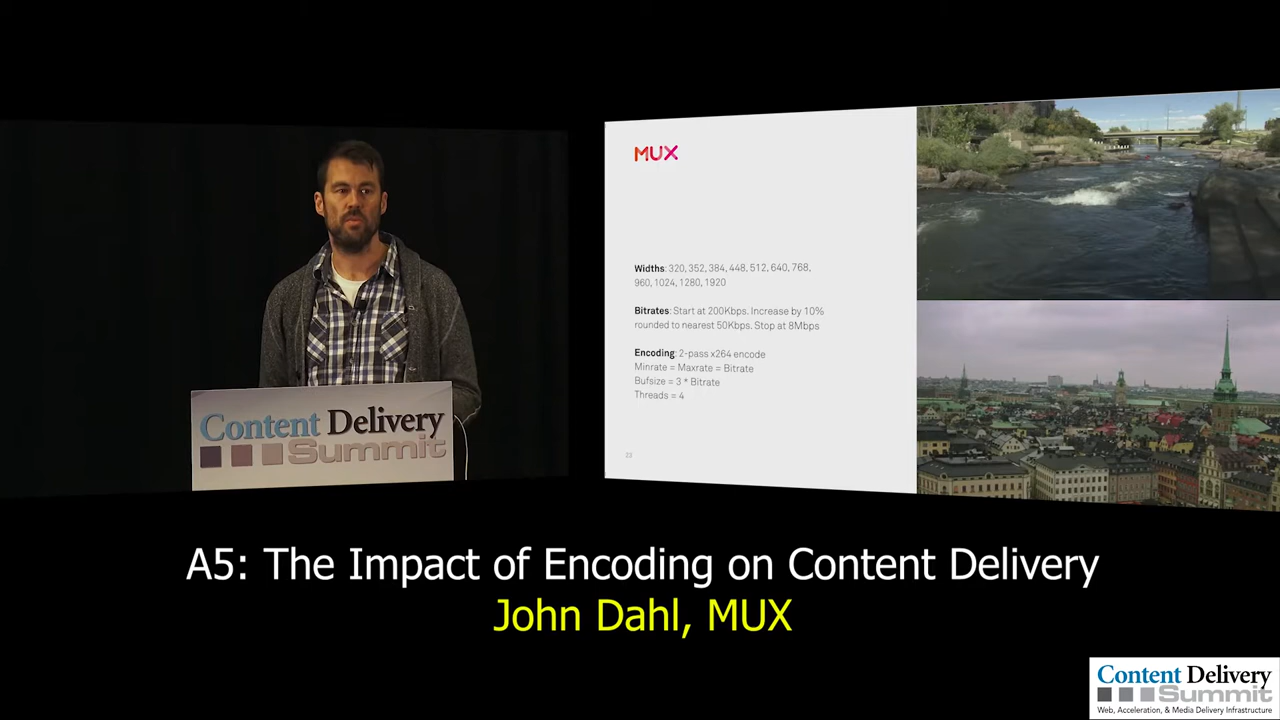 MUX
Widths: 320, 352, 384, 448, 512, 640, 768,
960, 1024, 1280, 1920
Bitrates: Start at 200Kbps. Increase by 10%
rounded to nearest 50Kbps. Stop at 8Mbps
Encoding: 2-pass x264 encode
Minrate = Maxrate = Bitrate
Bufsize = 3 * Bitrate
Threads = 4
23
Content Delivery
Summit
A5: The Impact of Encoding on Content Delivery
John Dahl, MUX
Content Delivery
Summit
Web, Acceleration, & Media Delivery Infrastructure